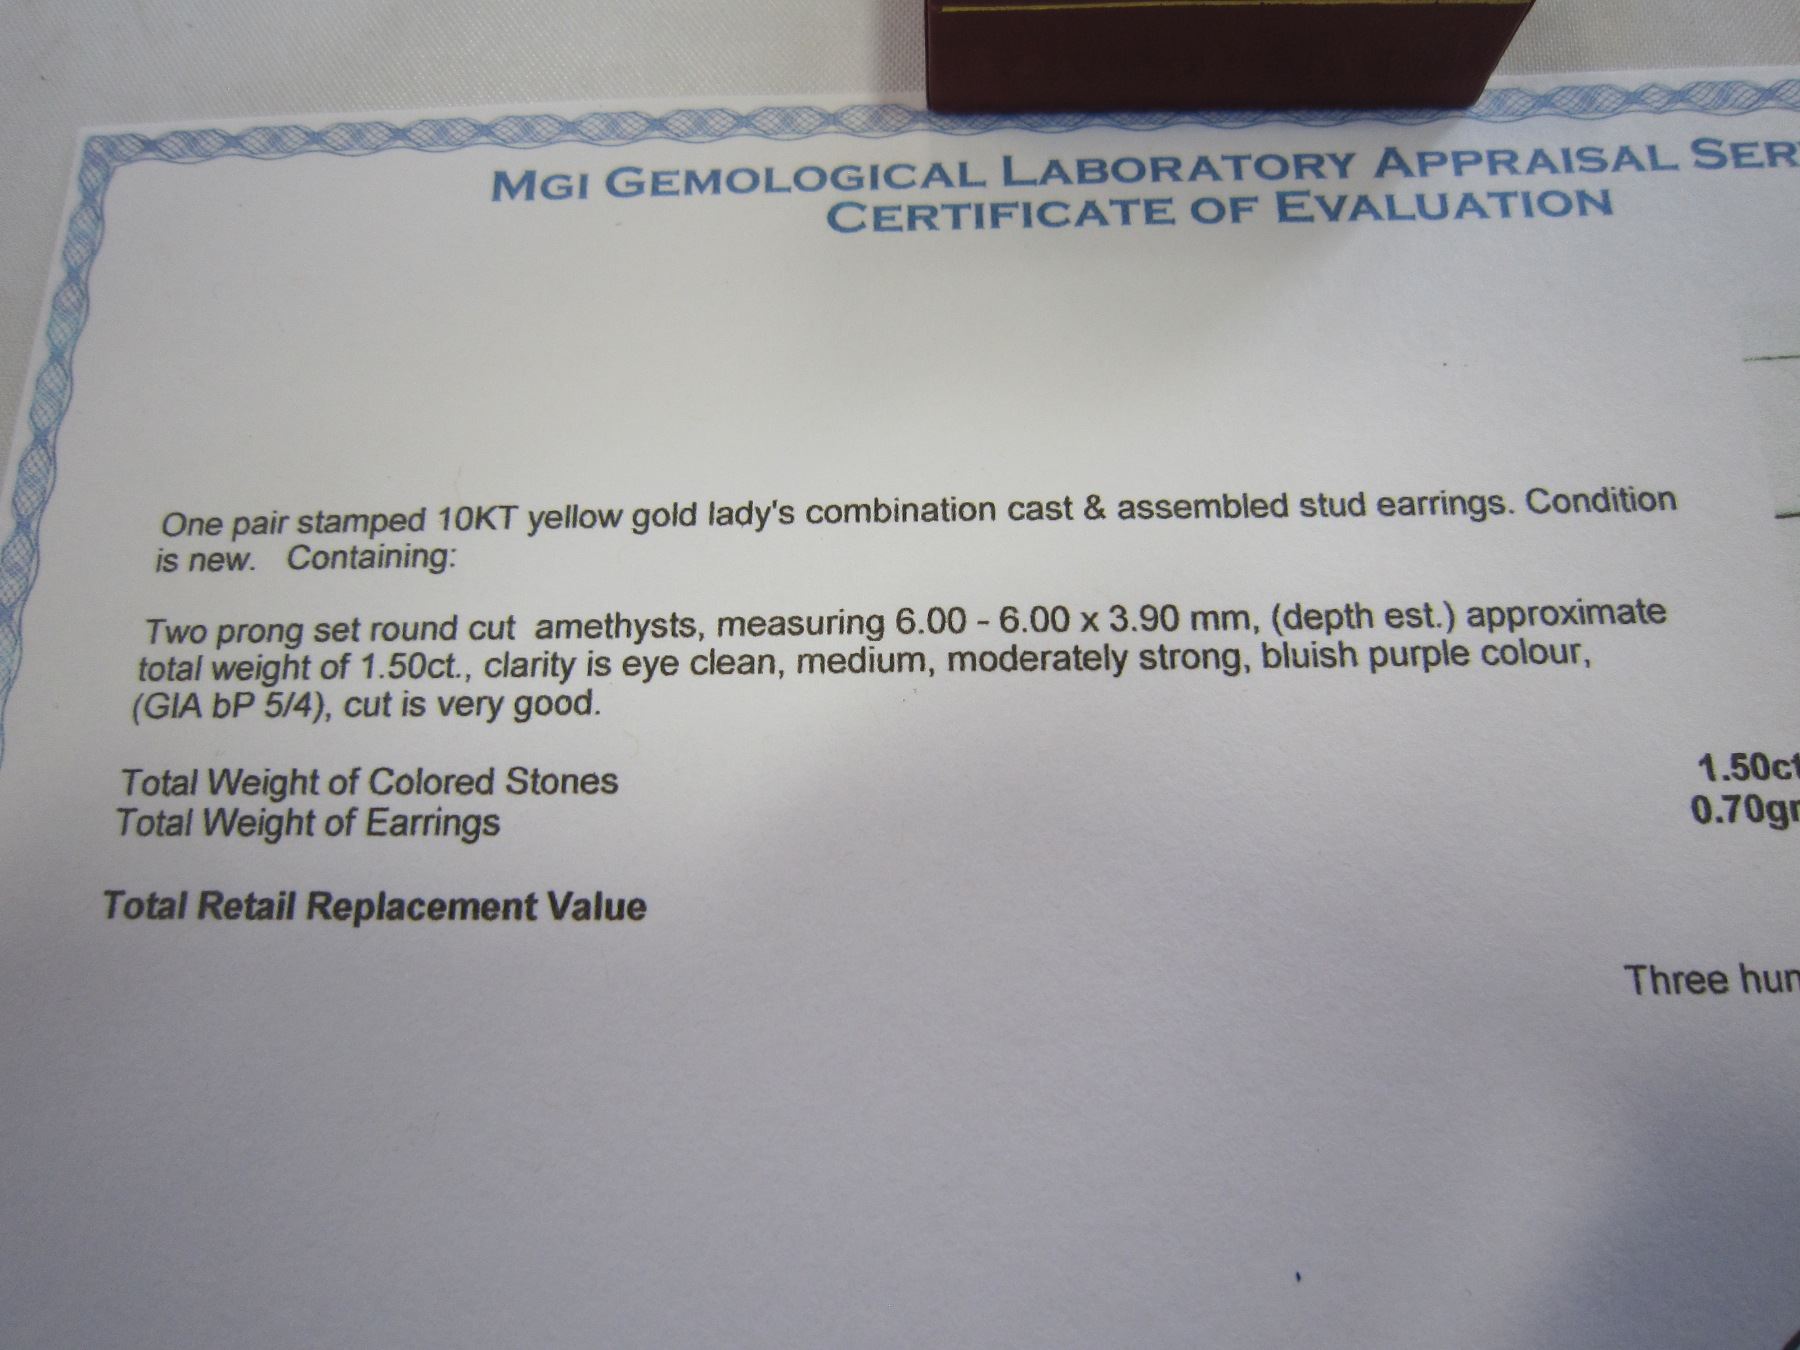 MGI GEMOLOGICAL LABORATORY APPRAISAL SER
CERTIFICATE OF EVALUATION
One pair stamped 10KT yellow gold lady's combination cast & assembled stud earrings. Condition
is new. Containing:
Two prong set round cut amethysts, measuring 6.00 - 6.00 x 3.90 mm, (depth est.) approximate
total weight of 1.50ct., clarity is eye clean, medium, moderately strong, bluish purple colour,
(GIA bP 5/4), cut is very good.
Total Weight of Colored Stones 1.50ct
Total Weight of Earrings 0.70gr
Total Retail Replacement Value
Three hun